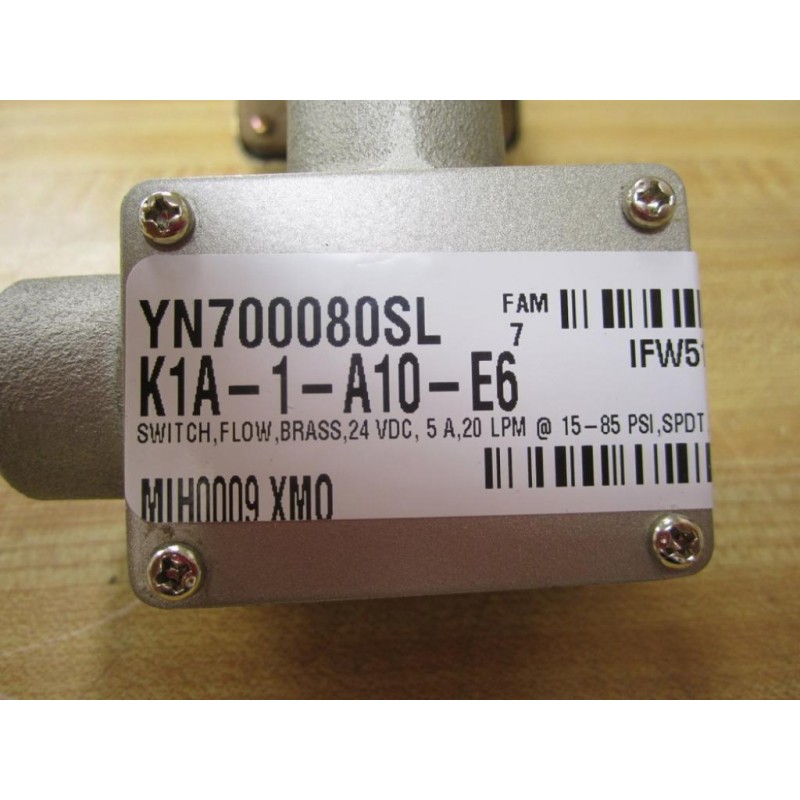 YN700080SL
FAM
7
IFW51
K1A-1-A10-E6
SWITCH,FLOW,BRASS,24 VDC, 5 A,20 LPM @ 15-85 PSI,SPDT
MIH0009 XMO